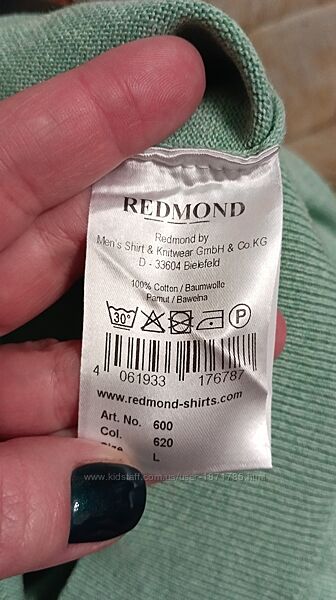 REDMOND
Redmond by
Men's Shirt & Knitwear GmbH & Co.KG
D - 33604 Bielefeld
100% Cotton / Baumwolle
Pamut / Bawełna
30°
P
4 061933 176787
www.redmond-shirts.com
Art. No. 600
Col. 620
Size L